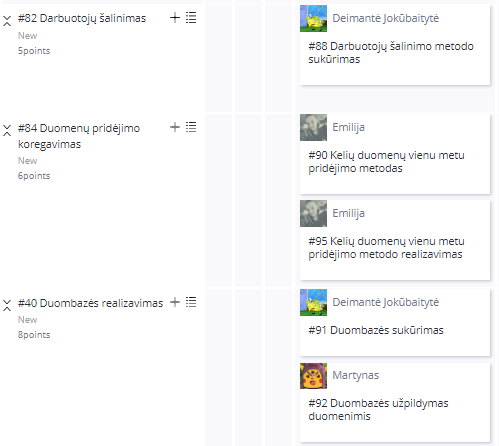 #82 Darbuotojų šalinimas
New
5points
Deimantė Jokūbaitytė
#88 Darbuotojų šalinimo metodo
sukūrimas
#84 Duomenų pridėjimo
koregavimas
New
6points
Emilija
#90 Kelių duomenų vienu metu
pridėjimo metodas
Emilija
#95 Kelių duomenų vienu metu
pridėjimo metodo realizavimas
#40 Duombazės realizavimas
New
8points
Deimantė Jokūbaitytė
#91 Duombazės sukūrimas
Martynas
#92 Duombazės užpildymas
duomenimis